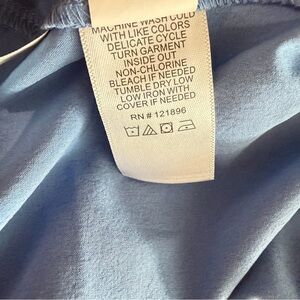 MACHINE WASH COLD
WITH LIKE COLORS
DELICATE CYCLE
TURN GARMENT
INSIDE OUT
NON-CHLORINE
BLEACH IF NEEDED
TUMBLE DRY LOW
LOW IRON WITH
COVER IF NEEDED
RN # 121896